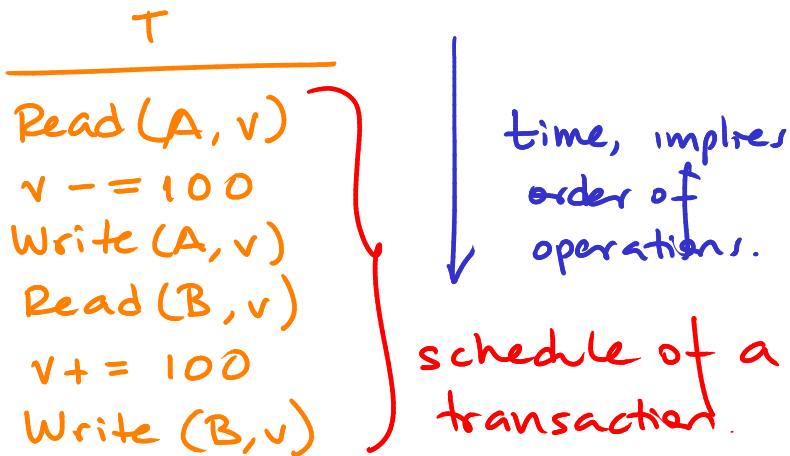 T
Read(A, v)
v -= 100
Write(A, v)
Read(B, v)
v += 100
Write(B, v)
time, implies
order of
operations.
schedule of a
transaction.